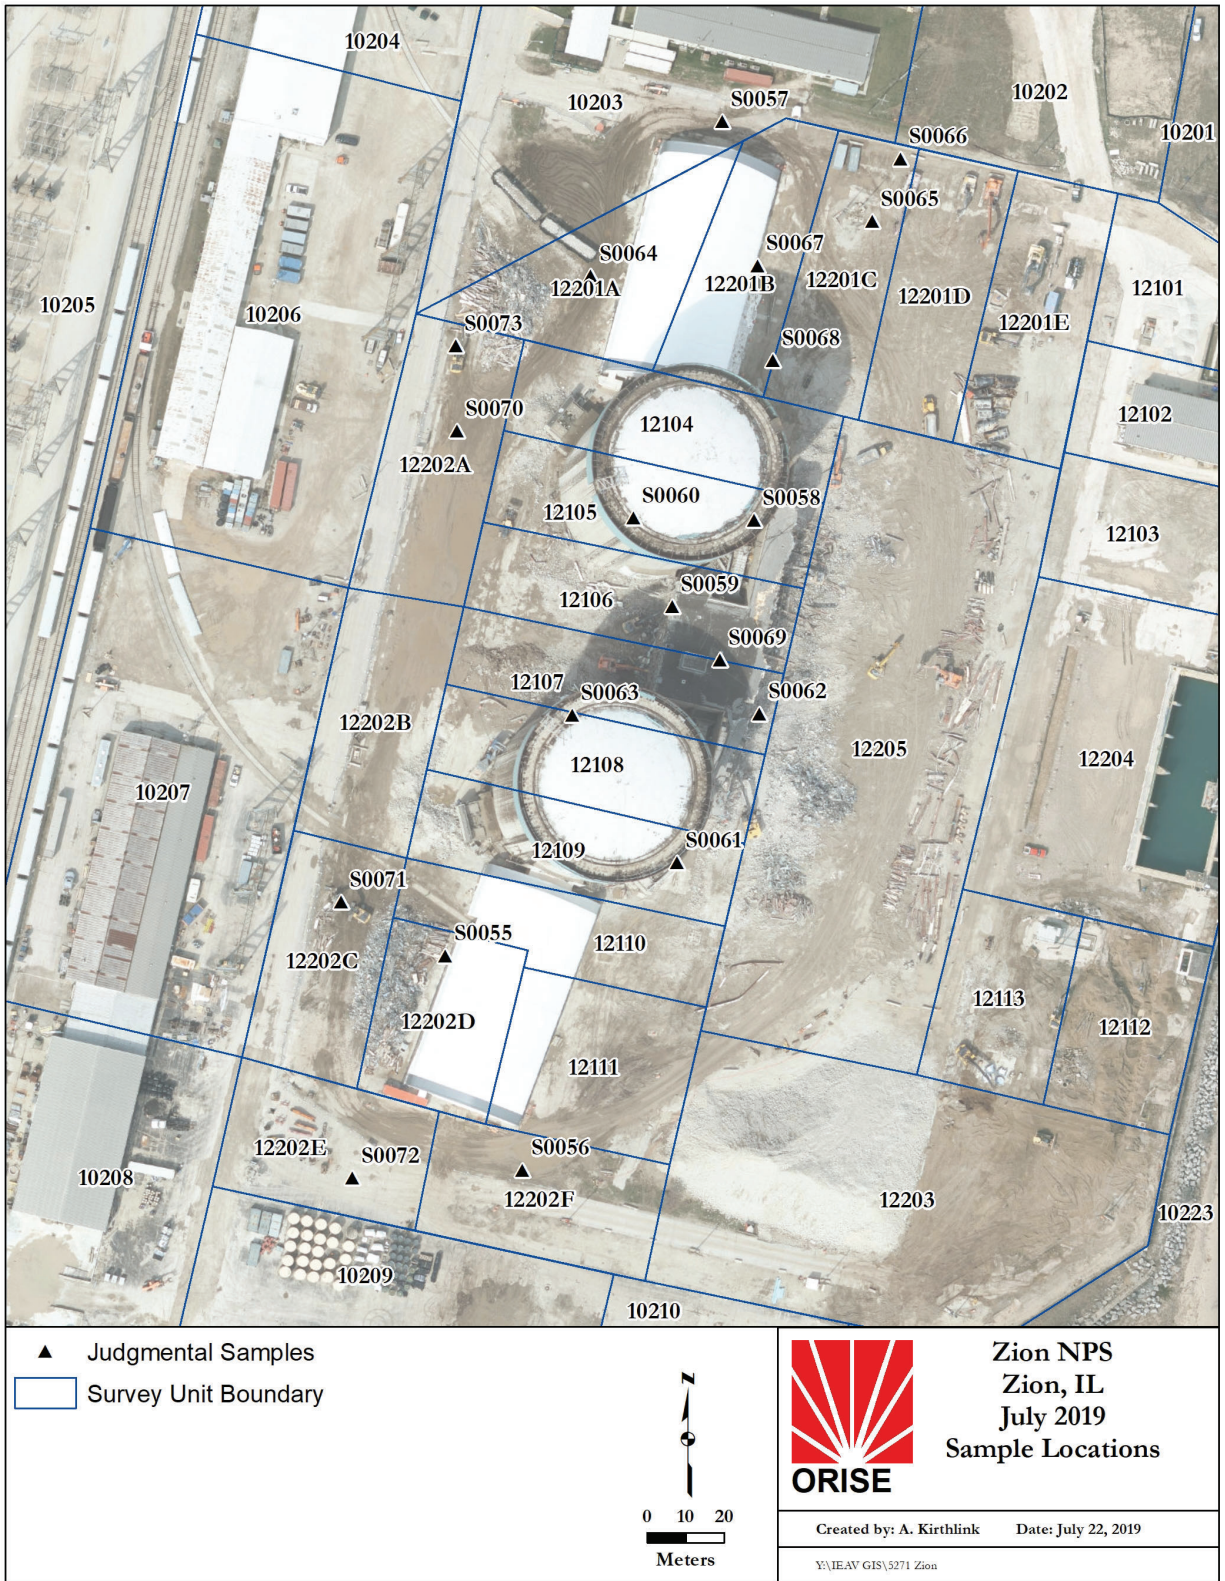 10204
10203
S0057
10202
10201
S0066
S0065
S0064
12201A
S0067
12201B
12201C
12201D
12201E
12101
10205
10206
S0073
S0068
S0070
12202A
12104
12102
12105
S0060
S0058
12103
S0059
12106
S0069
12107
S0063
S0062
12202B
12108
12205
12204
10207
12109
S0061
S0071
12202C
S0055
12110
12202D
12113
12112
12111
12202E
S0072
S0056
12202F
10208
12203
10223
10209
10210
Judgmental Samples
Survey Unit Boundary
N
0 10 20
Meters
ORISE
Zion NPS
Zion, IL
July 2019
Sample Locations
Created by: A. Kirthlink Date: July 22, 2019
Y:\IEAV GIS\5271 Zion